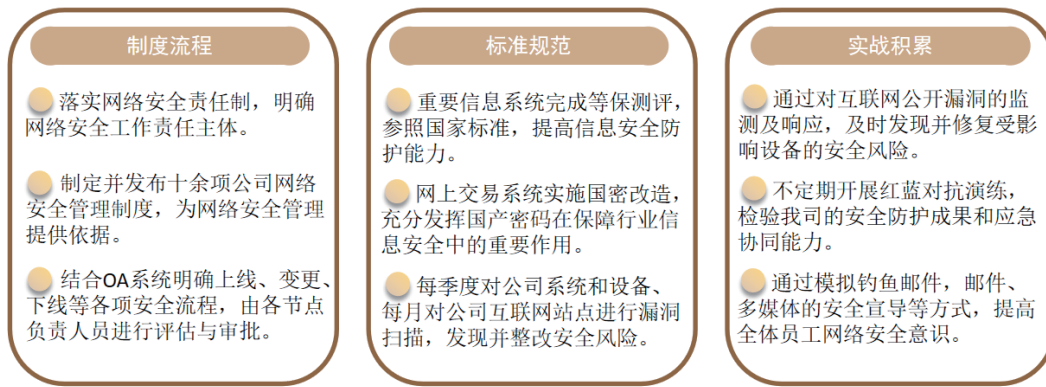 制度流程
落实网络安全责任制，明确
网络安全工作责任主体。
制定并发布十余项公司网络
安全管理制度，为网络安全管理
提供依据。
结合OA系统明确上线、变更、
下线等各项安全流程，由各节点
负责人员进行评估与审批。
标准规范
重要信息系统完成等保测评，
参照国家标准，提高信息安全防
护能力。
网上交易系统实施国密改造，
充分发挥国产密码在保障行业信
息安全中的重要作用。
每季度对公司系统和设备、
每月对公司互联网站点进行漏洞
扫描，发现并整改安全风险。
实战积累
通过对互联网公开漏洞的监
测及响应，及时发现并修复受影
响设备的安全风险。
不定期开展红蓝对抗演练，
检验我司的安全防护成果和应急
协同能力。
通过模拟钓鱼邮件，邮件、
多媒体的安全宣导等方式，提高
全体员工网络安全意识。